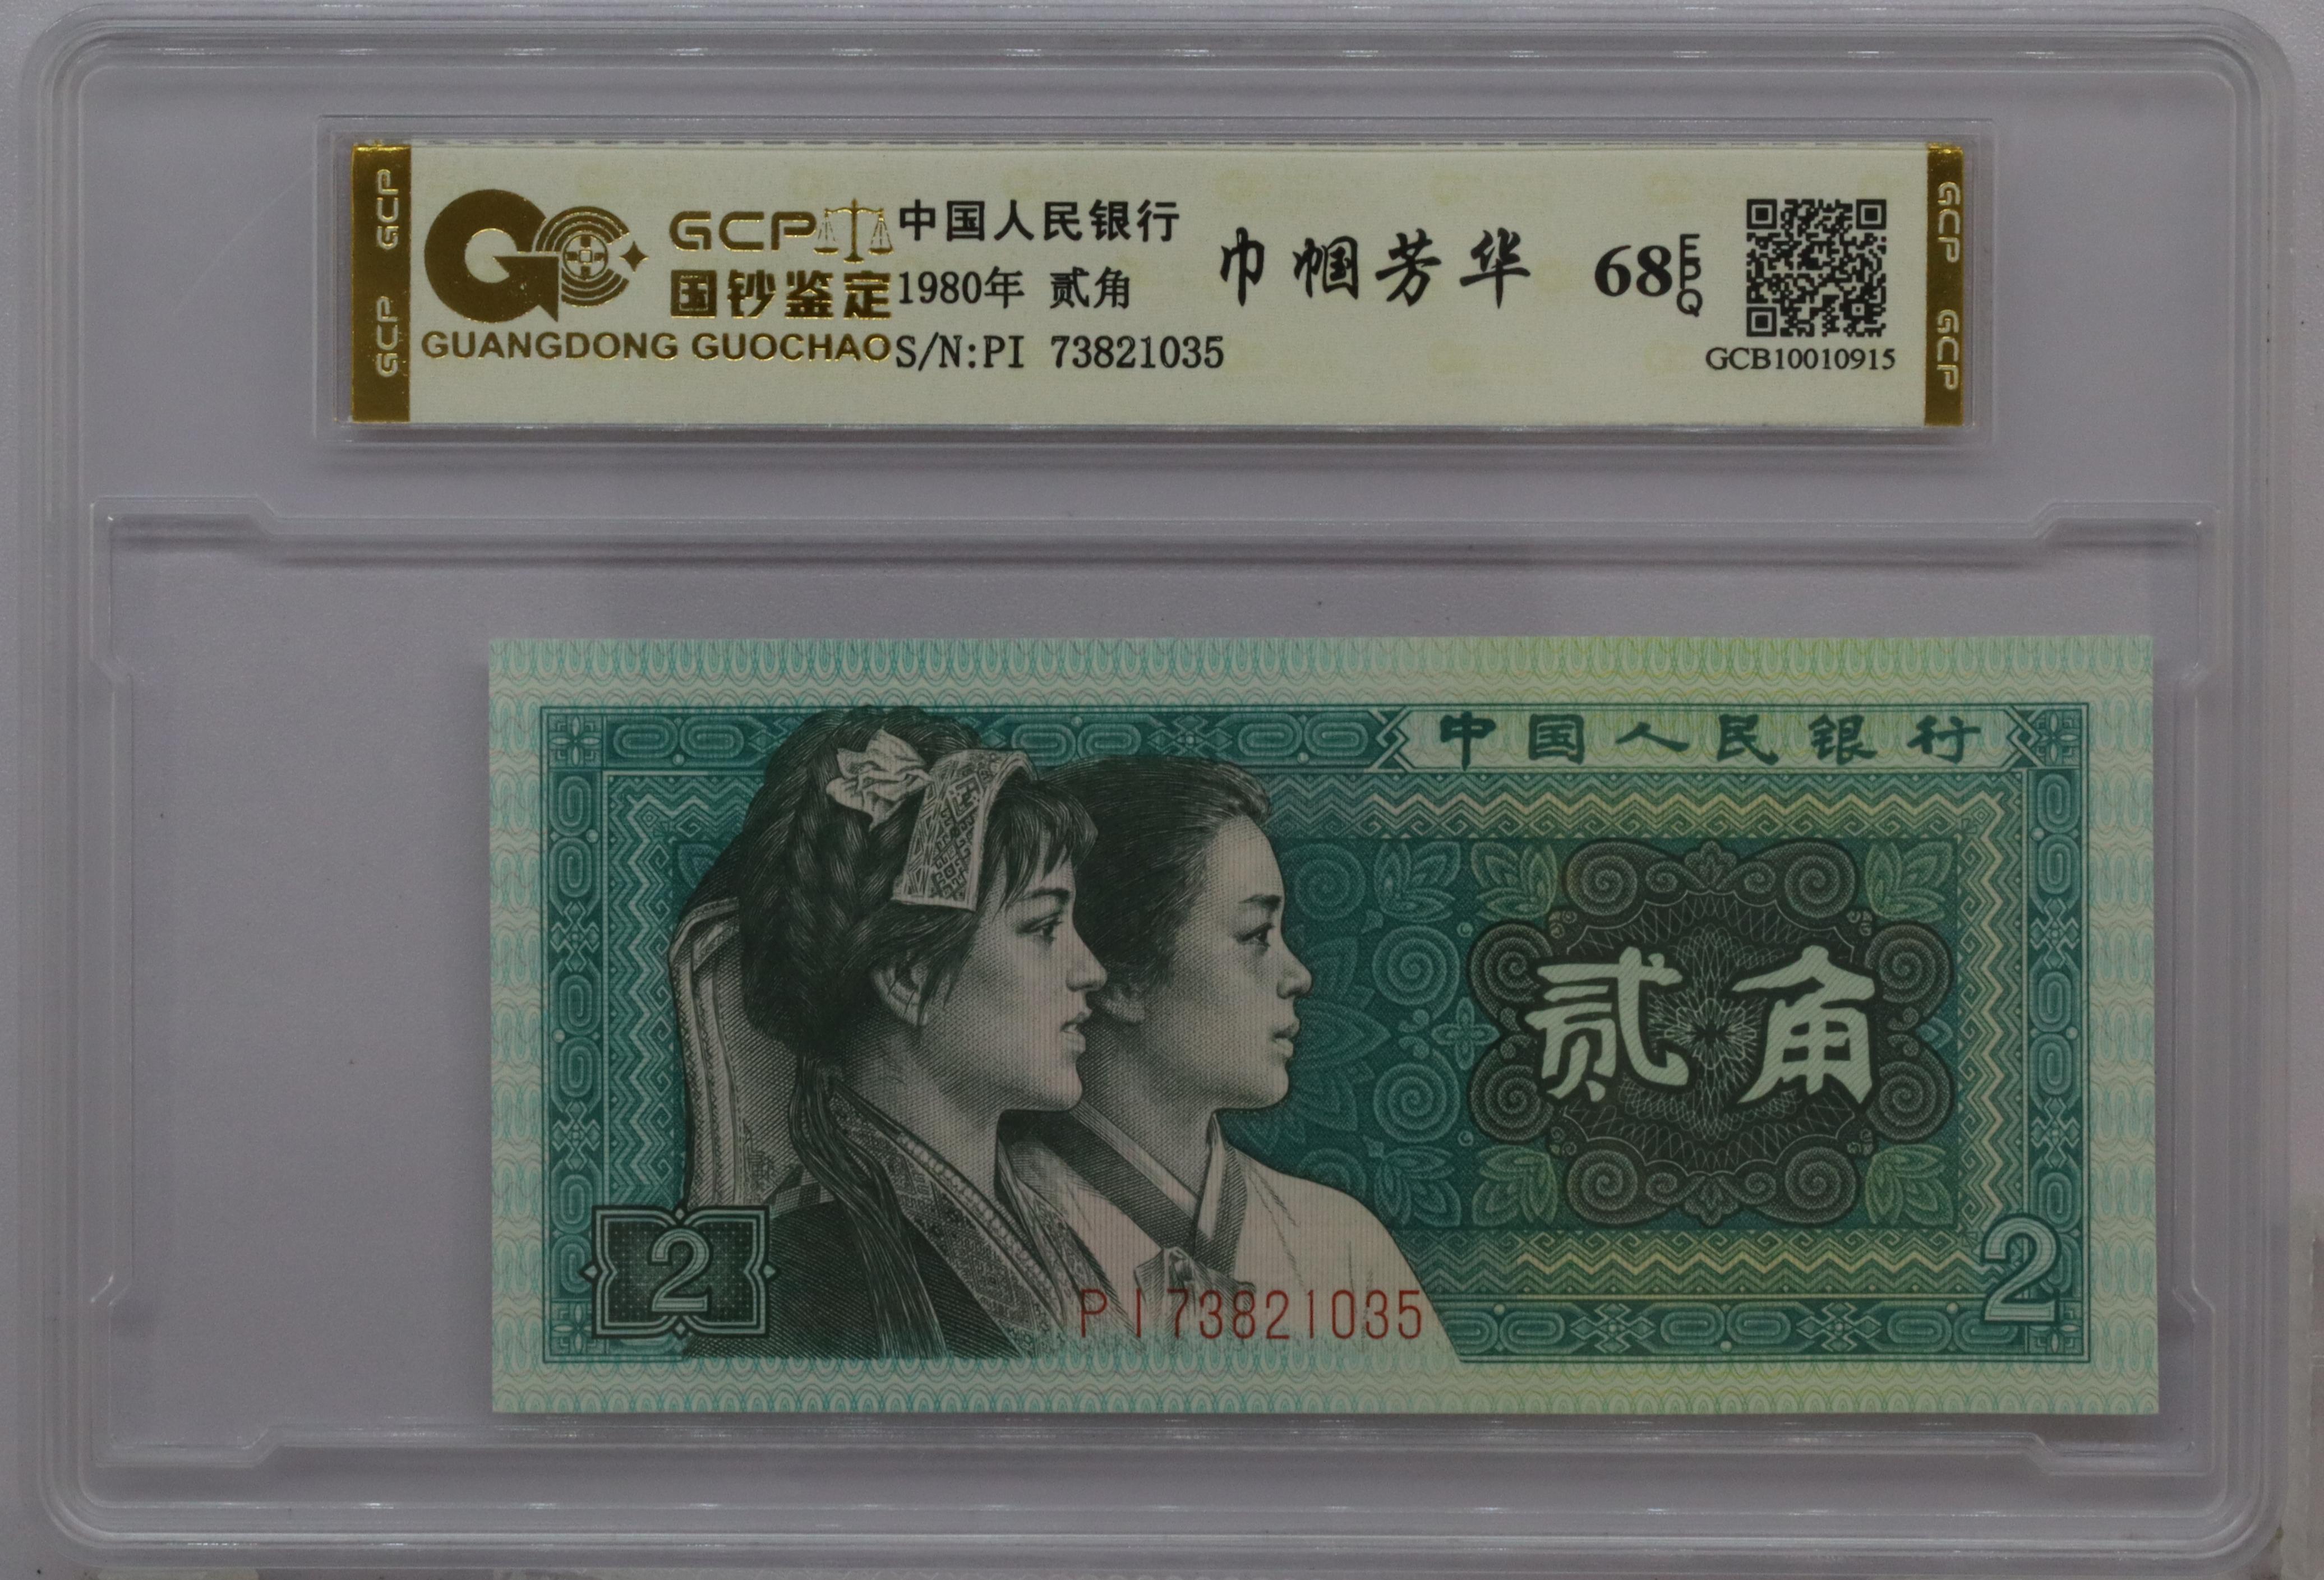 GCP GCP
GCP
国钞鉴定
GUANGDONG GUOCHAO
中国人民银行
1980年 贰角
S/N:PI 73821035
巾帼芳华
68 EPQ
GCB10010915
GCP GCP
中国人民银行
贰角
2
2
PI73821035